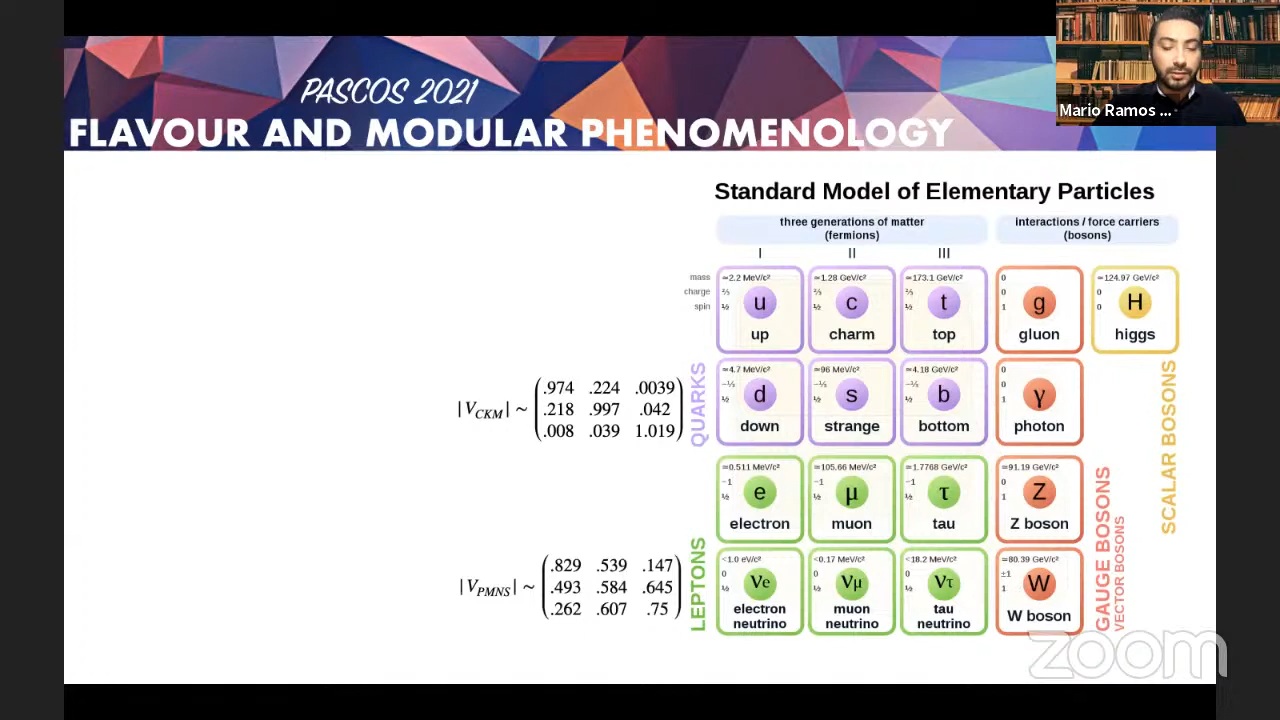 Mario Ramos ...
PASCOS 2021
FLAVOUR AND MODULAR PHENOMENOLOGY
Standard Model of Elementary Particles
three generations of matter
(fermions)
interactions / force carriers
(bosons)
I II III
mass
charge
spin
≃2.2 MeV/c²
⅔
½
u
up
≃1.28 GeV/c²
⅔
½
c
charm
≃173.1 GeV/c²
⅔
½
t
top
0
0
1
g
gluon
≃124.97 GeV/c²
0
0
H
higgs
QUARKS
≃4.7 MeV/c²
−⅓
½
d
down
≃96 MeV/c²
−⅓
½
s
strange
≃4.18 GeV/c²
−⅓
½
b
bottom
0
0
1
γ
photon
|V_CKM| ~
.974 .224 .0039
.218 .997 .042
.008 .039 1.019
LEPTONS
≃0.511 MeV/c²
−1
½
e
electron
≃105.66 MeV/c²
−1
½
μ
muon
≃1.7768 GeV/c²
−1
½
τ
tau
≃91.19 GeV/c²
0
1
Z
Z boson
<1.0 eV/c²
0
½
νe
electron
neutrino
<0.17 MeV/c²
0
½
νμ
muon
neutrino
<18.2 MeV/c²
0
½
ντ
tau
neutrino
≃80.39 GeV/c²
±1
1
W
W boson
|V_PMNS| ~
.829 .539 .147
.493 .584 .645
.262 .607 .75
GAUGE BOSONS
VECTOR BOSONS
SCALAR BOSONS
zoom